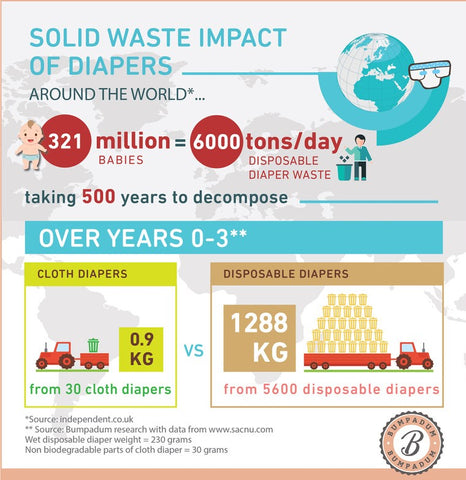 SOLID WASTE IMPACT
OF DIAPERS
AROUND THE WORLD*...
321 million = 6000 tons/day
BABIES
DISPOSABLE
DIAPER WASTE
taking 500 years to decompose
OVER YEARS 0-3**
CLOTH DIAPERS
0.9
KG
from 30 cloth diapers
VS
DISPOSABLE DIAPERS
1288
KG
from 5600 disposable diapers
*Source: independent.co.uk
** Source: Bumpadum research with data from www.sacnu.com
Wet disposable diaper weight = 230 grams
Non biodegradable parts of cloth diaper = 30 grams
BUMPADUM
B
BUMPADUM